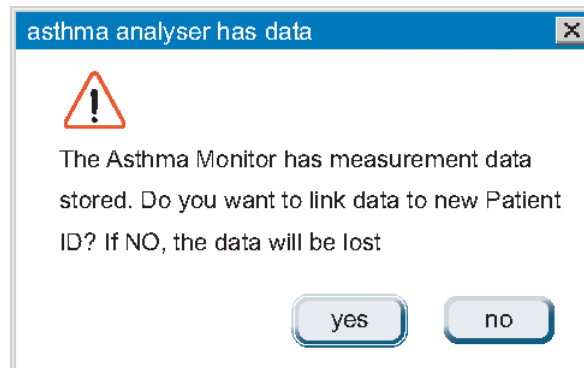 asthma analyser has data
The Asthma Monitor has measurement data
stored. Do you want to link data to new Patient
ID? If NO, the data will be lost
yes no